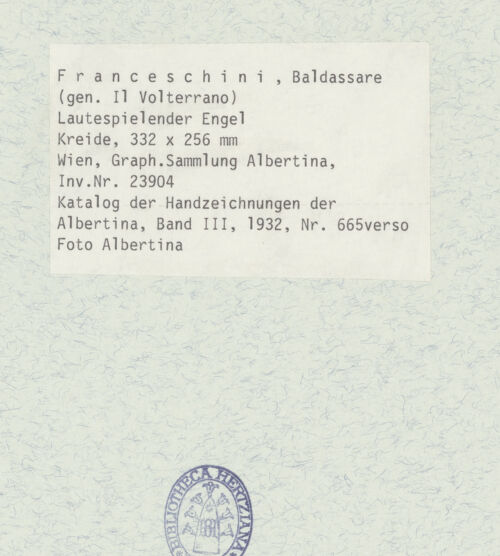 F r a n c e s c h i n i , Baldassare
(gen. Il Volterrano)
Lautespielender Engel
Kreide, 332 x 256 mm
Wien, Graph.Sammlung Albertina,
Inv.Nr. 23904
Katalog der Handzeichnungen der
Albertina, Band III, 1932, Nr. 665verso
Foto Albertina
BIBLIOTHECA HERTZIANA